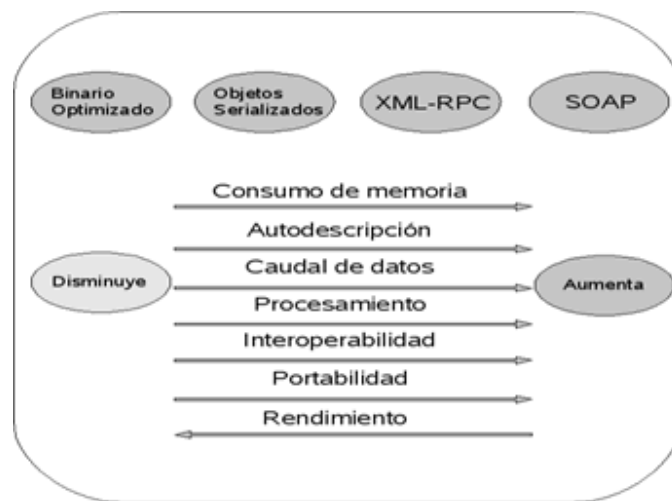 Binario
Optimizado
Objetos
Serializados
XML-RPC
SOAP
Consumo de memoria
Autodescripción
Disminuye
Caudal de datos
Aumenta
Procesamiento
Interoperabilidad
Portabilidad
Rendimiento